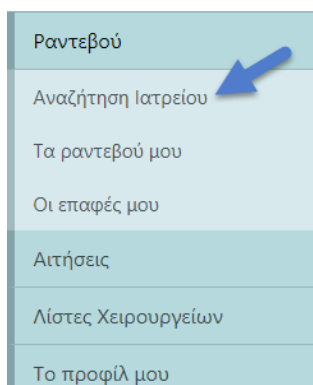 Ραντεβού
Αναζήτηση Ιατρείου
Τα ραντεβού μου
Οι επαφές μου
Αιτήσεις
Λίστες Χειρουργείων
Το προφίλ μου